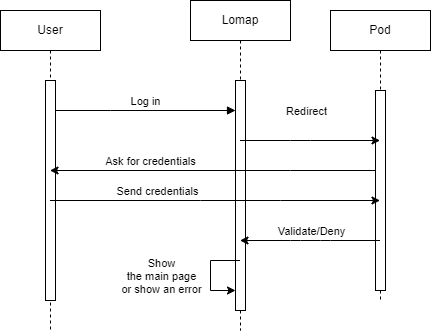 User
Lomap
Pod
Log in
Redirect
Ask for credentials
Send credentials
Validate/Deny
Show
the main page
or show an error